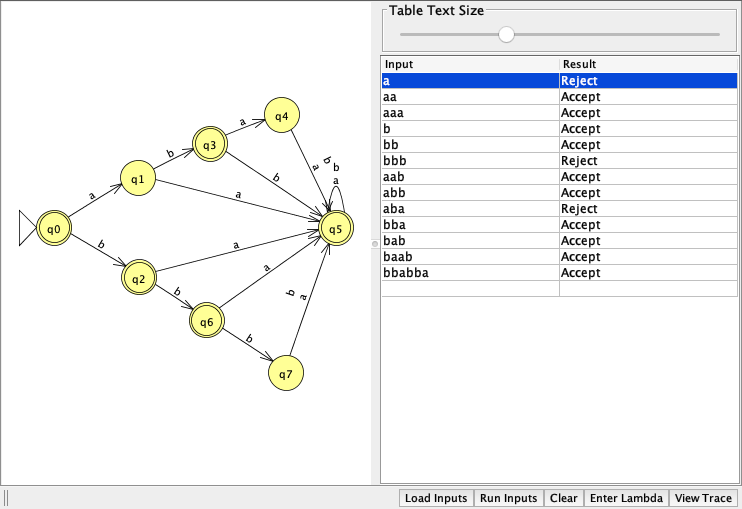 Table Text Size
Input Result
a Reject
aa Accept
aaa Accept
b Accept
bb Accept
bbb Reject
aab Accept
abb Accept
aba Reject
bba Accept
bab Accept
baab Accept
bbabba Accept
q4
a
q3
b
b
a
b
a
q1
b
a
a
q5
q0
b
a
q2
a
b
b
a
q6
b
q7
Load Inputs Run Inputs Clear Enter Lambda View Trace